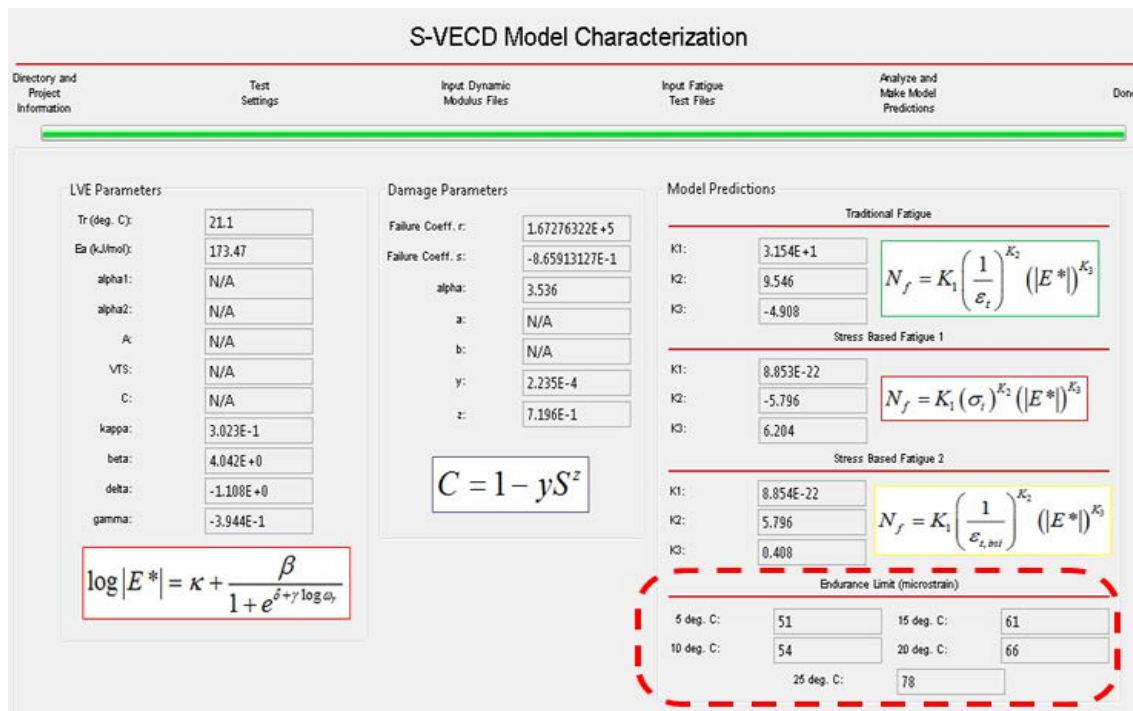 S-VECD Model Characterization
Directory and
Project
Information
Test
Settings
Input Dynamic
Modulus Files
Input Fatigue
Test Files
Analyze and
Make Model
Predictions
Done
LVE Parameters
Tr (deg. C): 21.1
Ea (kJ/mol): 173.47
alpha1: N/A
alpha2: N/A
A: N/A
VTS: N/A
C: N/A
kappa: 3.023E-1
beta: 4.042E+0
delta: -1.108E+0
gamma: -3.944E-1
log|E*| = κ + β / (1 + e^(δ+γ log ω_r))
Damage Parameters
Failure Coeff. r: 1.67276322E+5
Failure Coeff. s: -8.65913127E-1
alpha: 3.536
a: N/A
b: N/A
y: 2.235E-4
z: 7.196E-1
C = 1 - yS^z
Model Predictions
Traditional Fatigue
K1: 3.154E+1
K2: 9.546
K3: -4.908
N_f = K_1 (1/ε_t)^(K_2) (|E*|)^(K_3)
Stress Based Fatigue 1
K1: 8.853E-22
K2: -5.796
K3: 6.204
N_f = K_1 (σ_t)^(K_2) (|E*|)^(K_3)
Stress Based Fatigue 2
K1: 8.854E-22
K2: 5.796
K3: 0.408
N_f = K_1 (1/ε_t,ini)^(K_2) (|E*|)^(K_3)
Endurance Limit (microstrain)
5 deg. C: 51 15 deg. C: 61
10 deg. C: 54 20 deg. C: 66
25 deg. C: 78